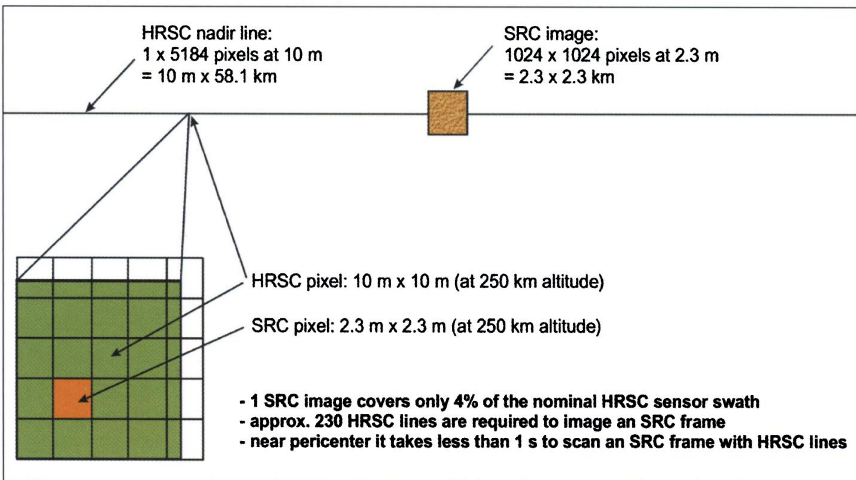 HRSC nadir line:
1 x 5184 pixels at 10 m
= 10 m x 58.1 km
SRC image:
1024 x 1024 pixels at 2.3 m
= 2.3 x 2.3 km
HRSC pixel: 10 m x 10 m (at 250 km altitude)
SRC pixel: 2.3 m x 2.3 m (at 250 km altitude)
- 1 SRC image covers only 4% of the nominal HRSC sensor swath
- approx. 230 HRSC lines are required to image an SRC frame
- near pericenter it takes less than 1 s to scan an SRC frame with HRSC lines